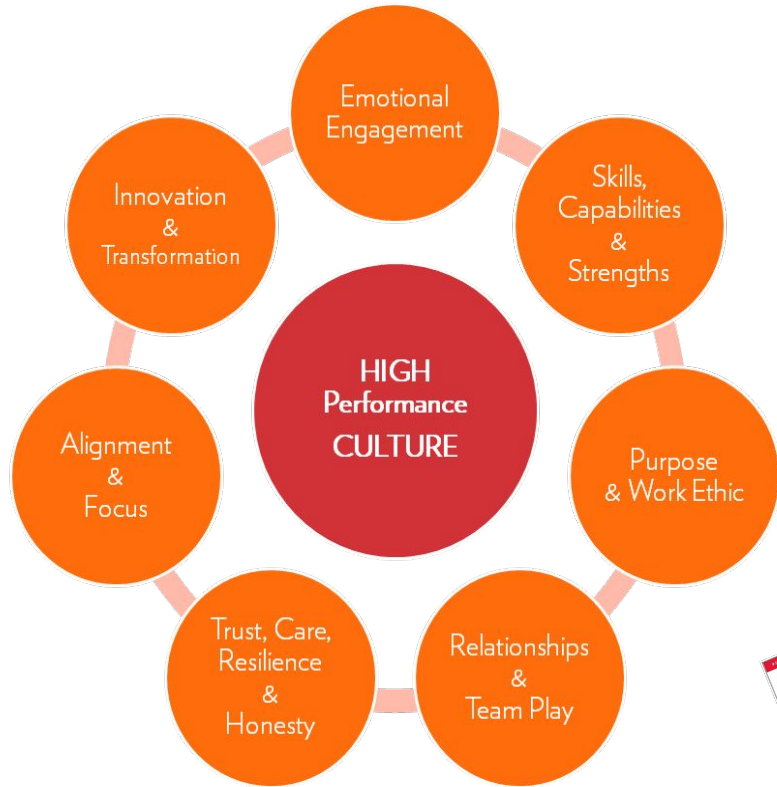 Emotional
Engagement
Skills,
Capabilities
&
Strengths
Innovation
&
Transformation
HIGH
Performance
CULTURE
Purpose
& Work Ethic
Alignment
&
Focus
Relationships
&
Team Play
Trust, Care,
Resilience
&
Honesty